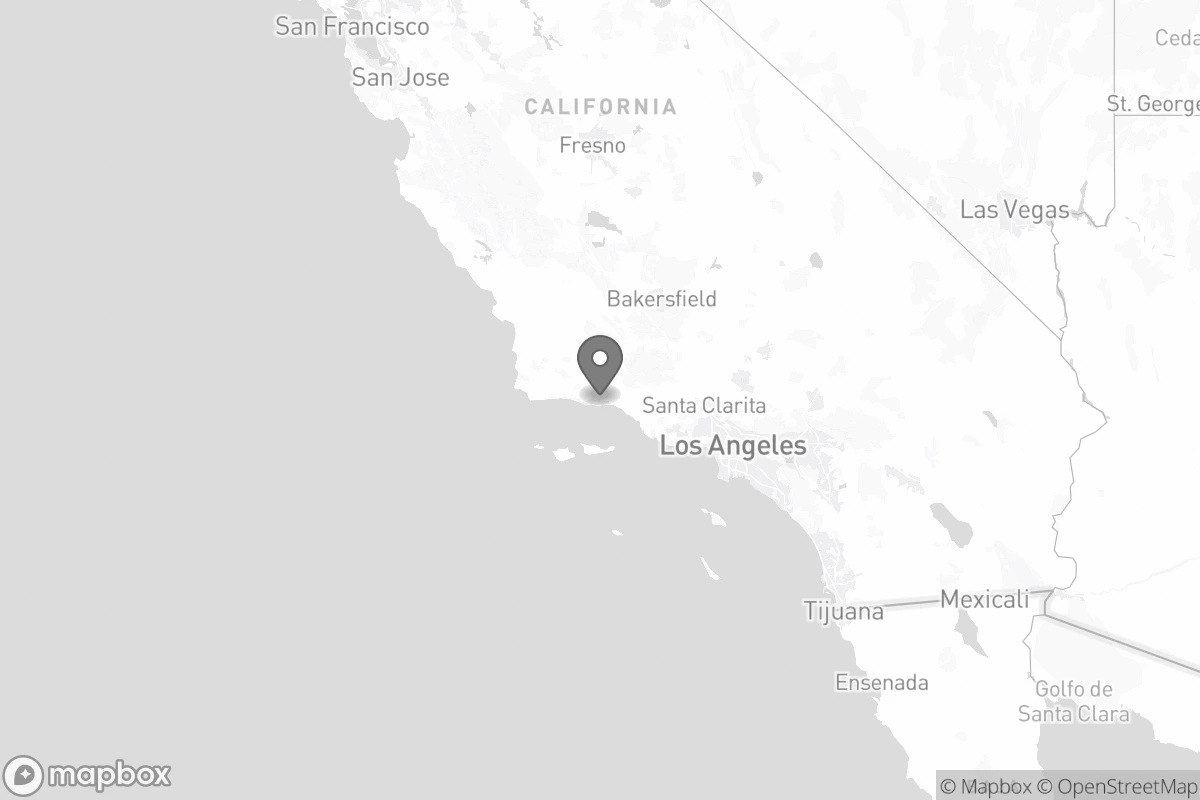 San Francisco
Ceda
San Jose
CALIFORNIA
St. George
Fresno
Las Vegas
Bakersfield
Santa Clarita
Los Angeles
Mexicali
Tijuana
Ensenada
Golfo de
Santa Clara
mapbox
© Mapbox © OpenStreetMap